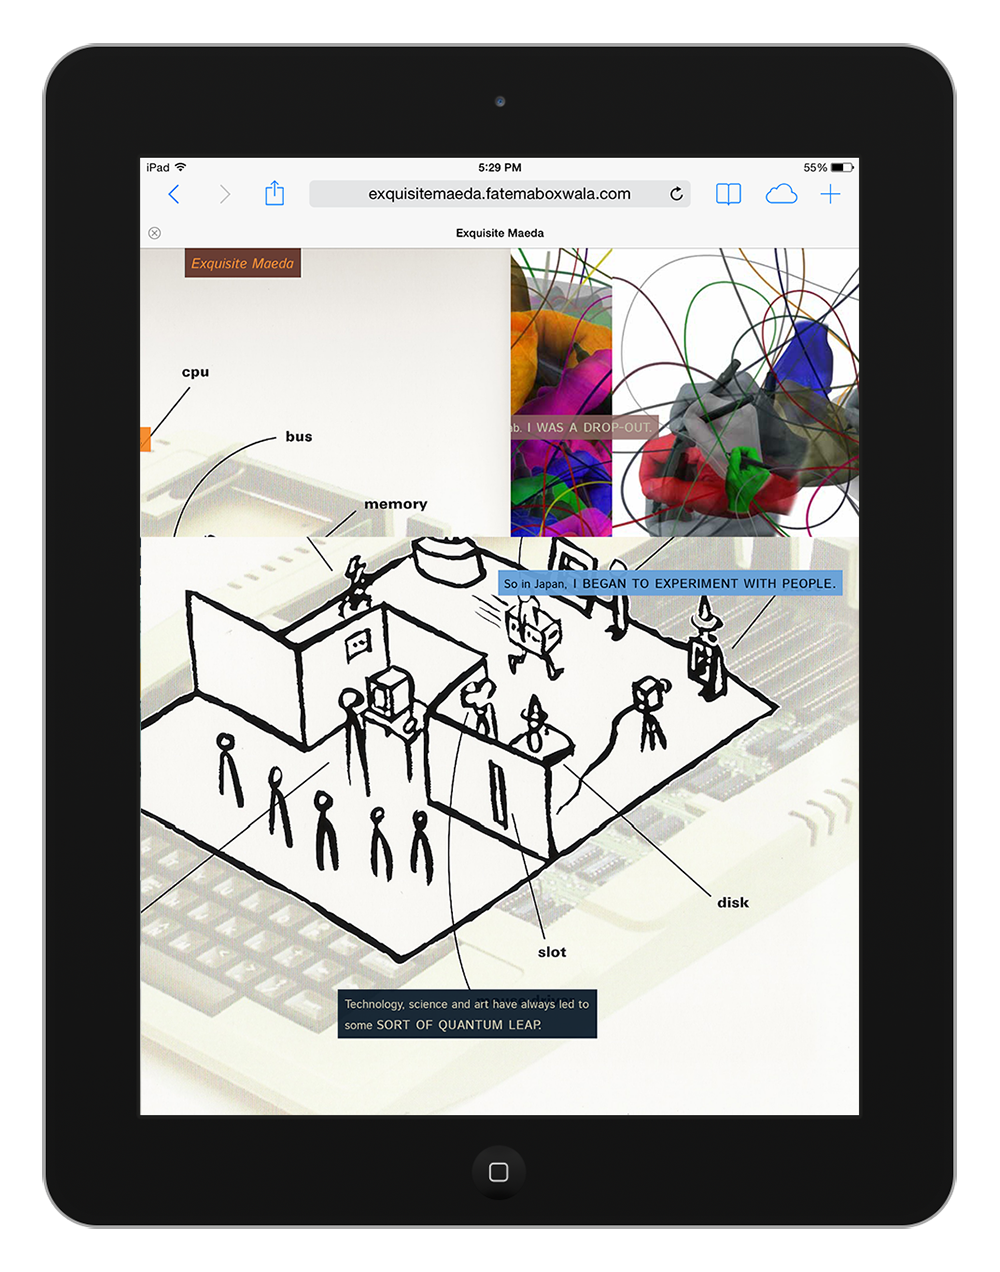 iPad 5:29 PM 55%
exquisitemaeda.fatemaboxwala.com
Exquisite Maeda
Exquisite Maeda
cpu
bus
I WAS A DROP-OUT.
memory
So in Japan, I BEGAN TO EXPERIMENT WITH PEOPLE.
disk
slot
Technology, science and art have always led to
some SORT OF QUANTUM LEAP.